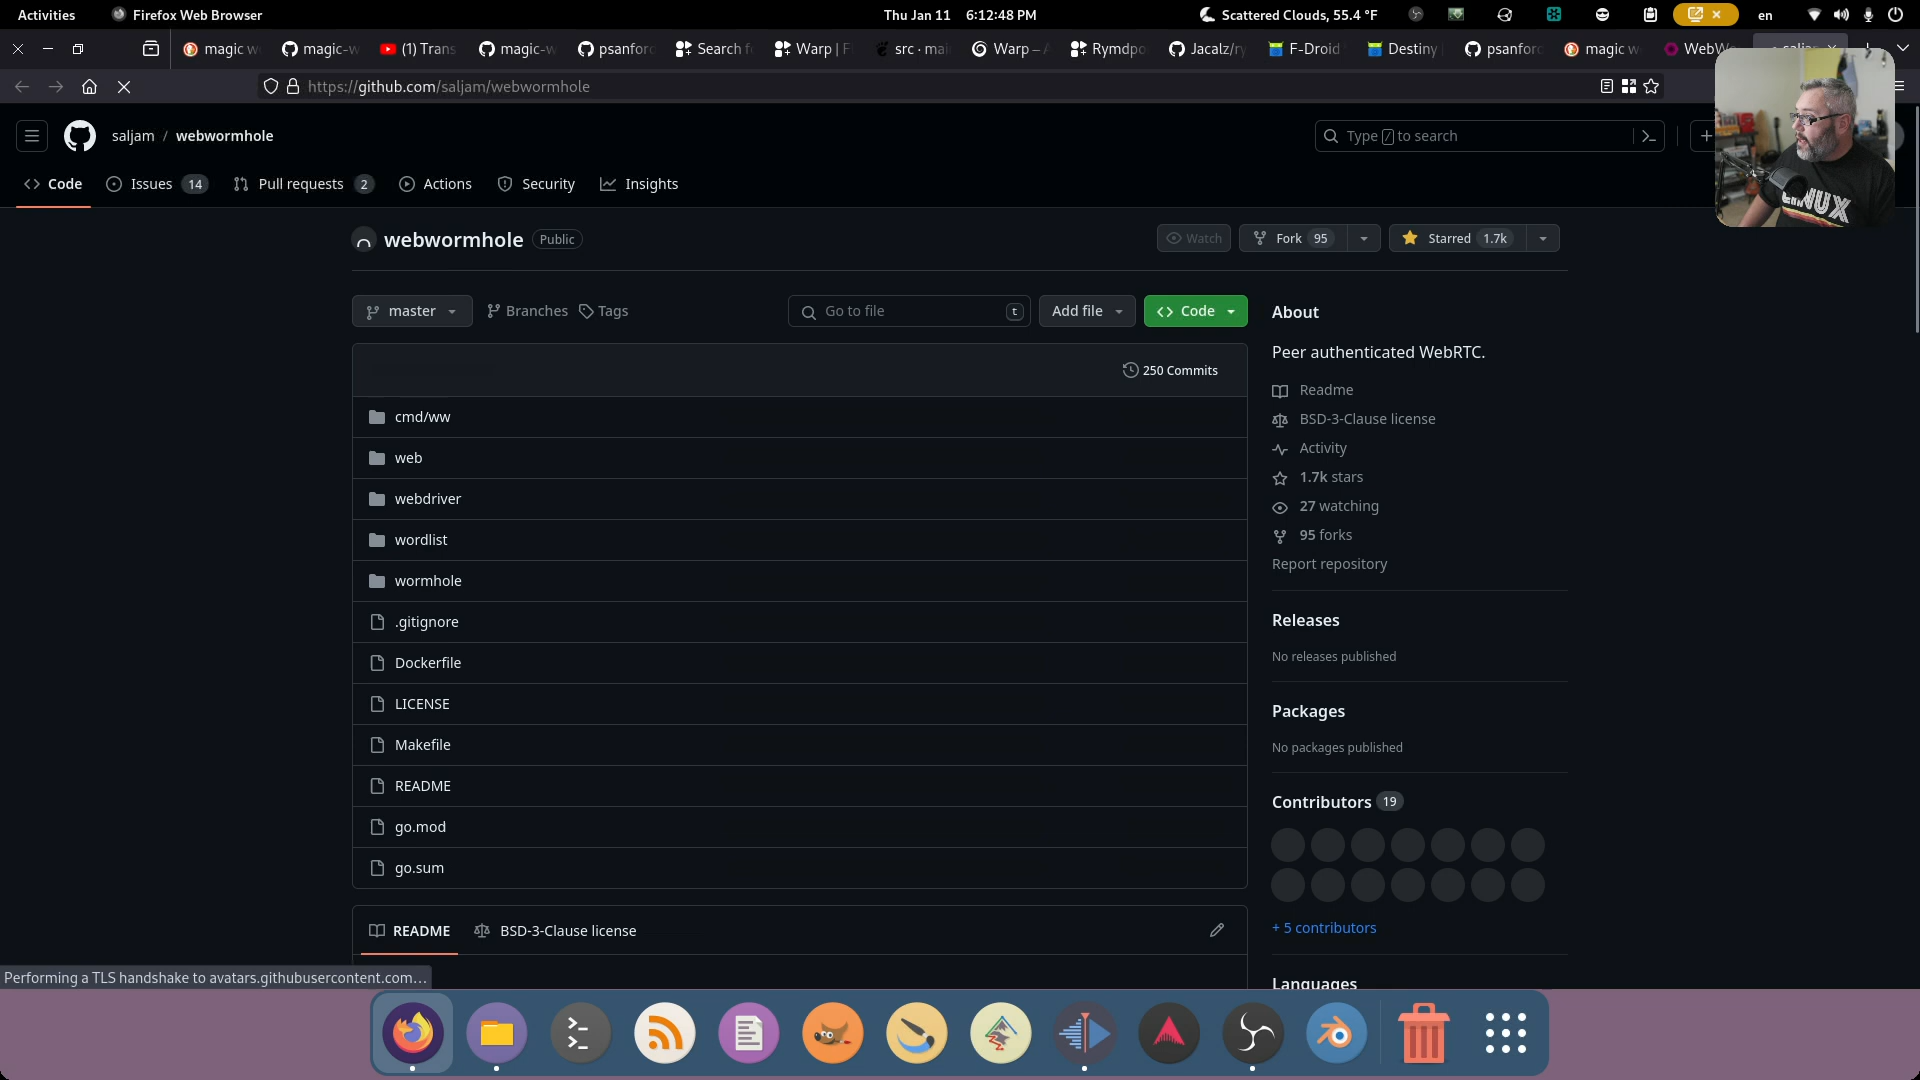 Activities Firefox Web Browser Thu Jan 11 6:12:48 PM Scattered Clouds, 55.4 °F en
magic w magic-w (1) Trans magic-w psanford Search f Warp | F src · mai Warp – A Rymdpo Jacalz/ry F-Droid Destiny psanford magic w WebWo saljam
https://github.com/saljam/webwormhole
saljam / webwormhole Type / to search
Code Issues 14 Pull requests 2 Actions Security Insights
webwormhole Public Watch Fork 95 Starred 1.7k
master Branches Tags Go to file t Add file Code
250 Commits
cmd/ww
web
webdriver
wordlist
wormhole
.gitignore
Dockerfile
LICENSE
Makefile
README
go.mod
go.sum
README BSD-3-Clause license
About
Peer authenticated WebRTC.
Readme
BSD-3-Clause license
Activity
1.7k stars
27 watching
95 forks
Report repository
Releases
No releases published
Packages
No packages published
Contributors 19
+ 5 contributors
Languages
Performing a TLS handshake to avatars.githubusercontent.com…
LINUX